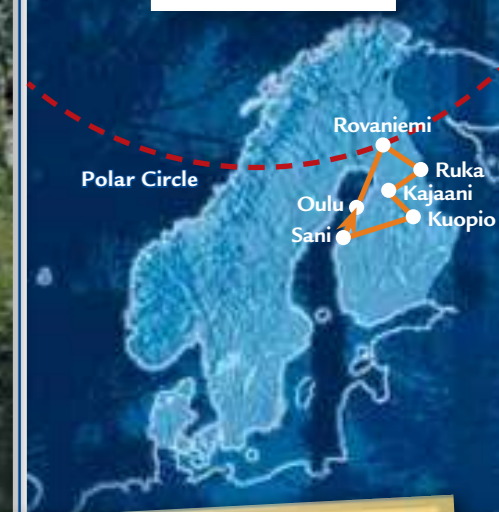 Rovaniemi
Polar Circle
Ruka
Kajaani
Oulu
Kuopio
Sani